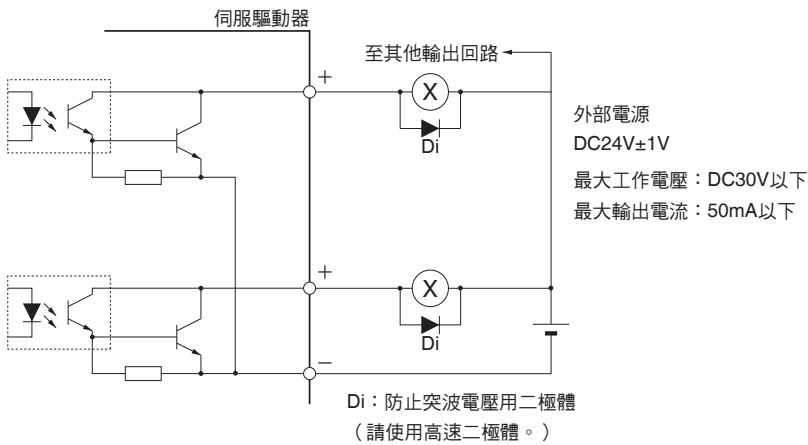 伺服驅動器
至其他輸出回路
+
X
Di
外部電源
DC24V±1V
最大工作電壓：DC30V以下
最大輸出電流：50mA以下
+
X
Di
−
Di：防止突波電壓用二極體
（請使用高速二極體。）